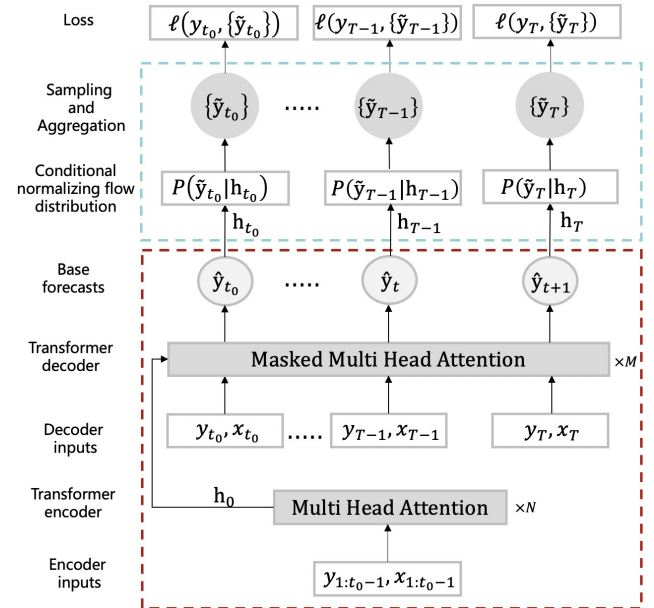 Loss ℓ(y_{t_0}, {ỹ_{t_0}}) ℓ(y_{T−1}, {ỹ_{T−1}}) ℓ(y_T, {ỹ_T})
Sampling
and
Aggregation
{ỹ_{t_0}} ..... {ỹ_{T−1}} {ỹ_T}
Conditional
normalizing flow
distribution
P(ỹ_{t_0}|h_{t_0}) P(ỹ_{T−1}|h_{T−1}) P(ỹ_T|h_T)
h_{t_0} h_{T−1} h_T
Base
forecasts
ŷ_{t_0} ..... ŷ_t ŷ_{t+1}
Transformer
decoder
Masked Multi Head Attention ×M
Decoder
inputs
y_{t_0}, x_{t_0} ..... y_{T−1}, x_{T−1} y_T, x_T
Transformer
encoder
h_0 Multi Head Attention ×N
Encoder
inputs
y_{1:t_0−1}, x_{1:t_0−1}